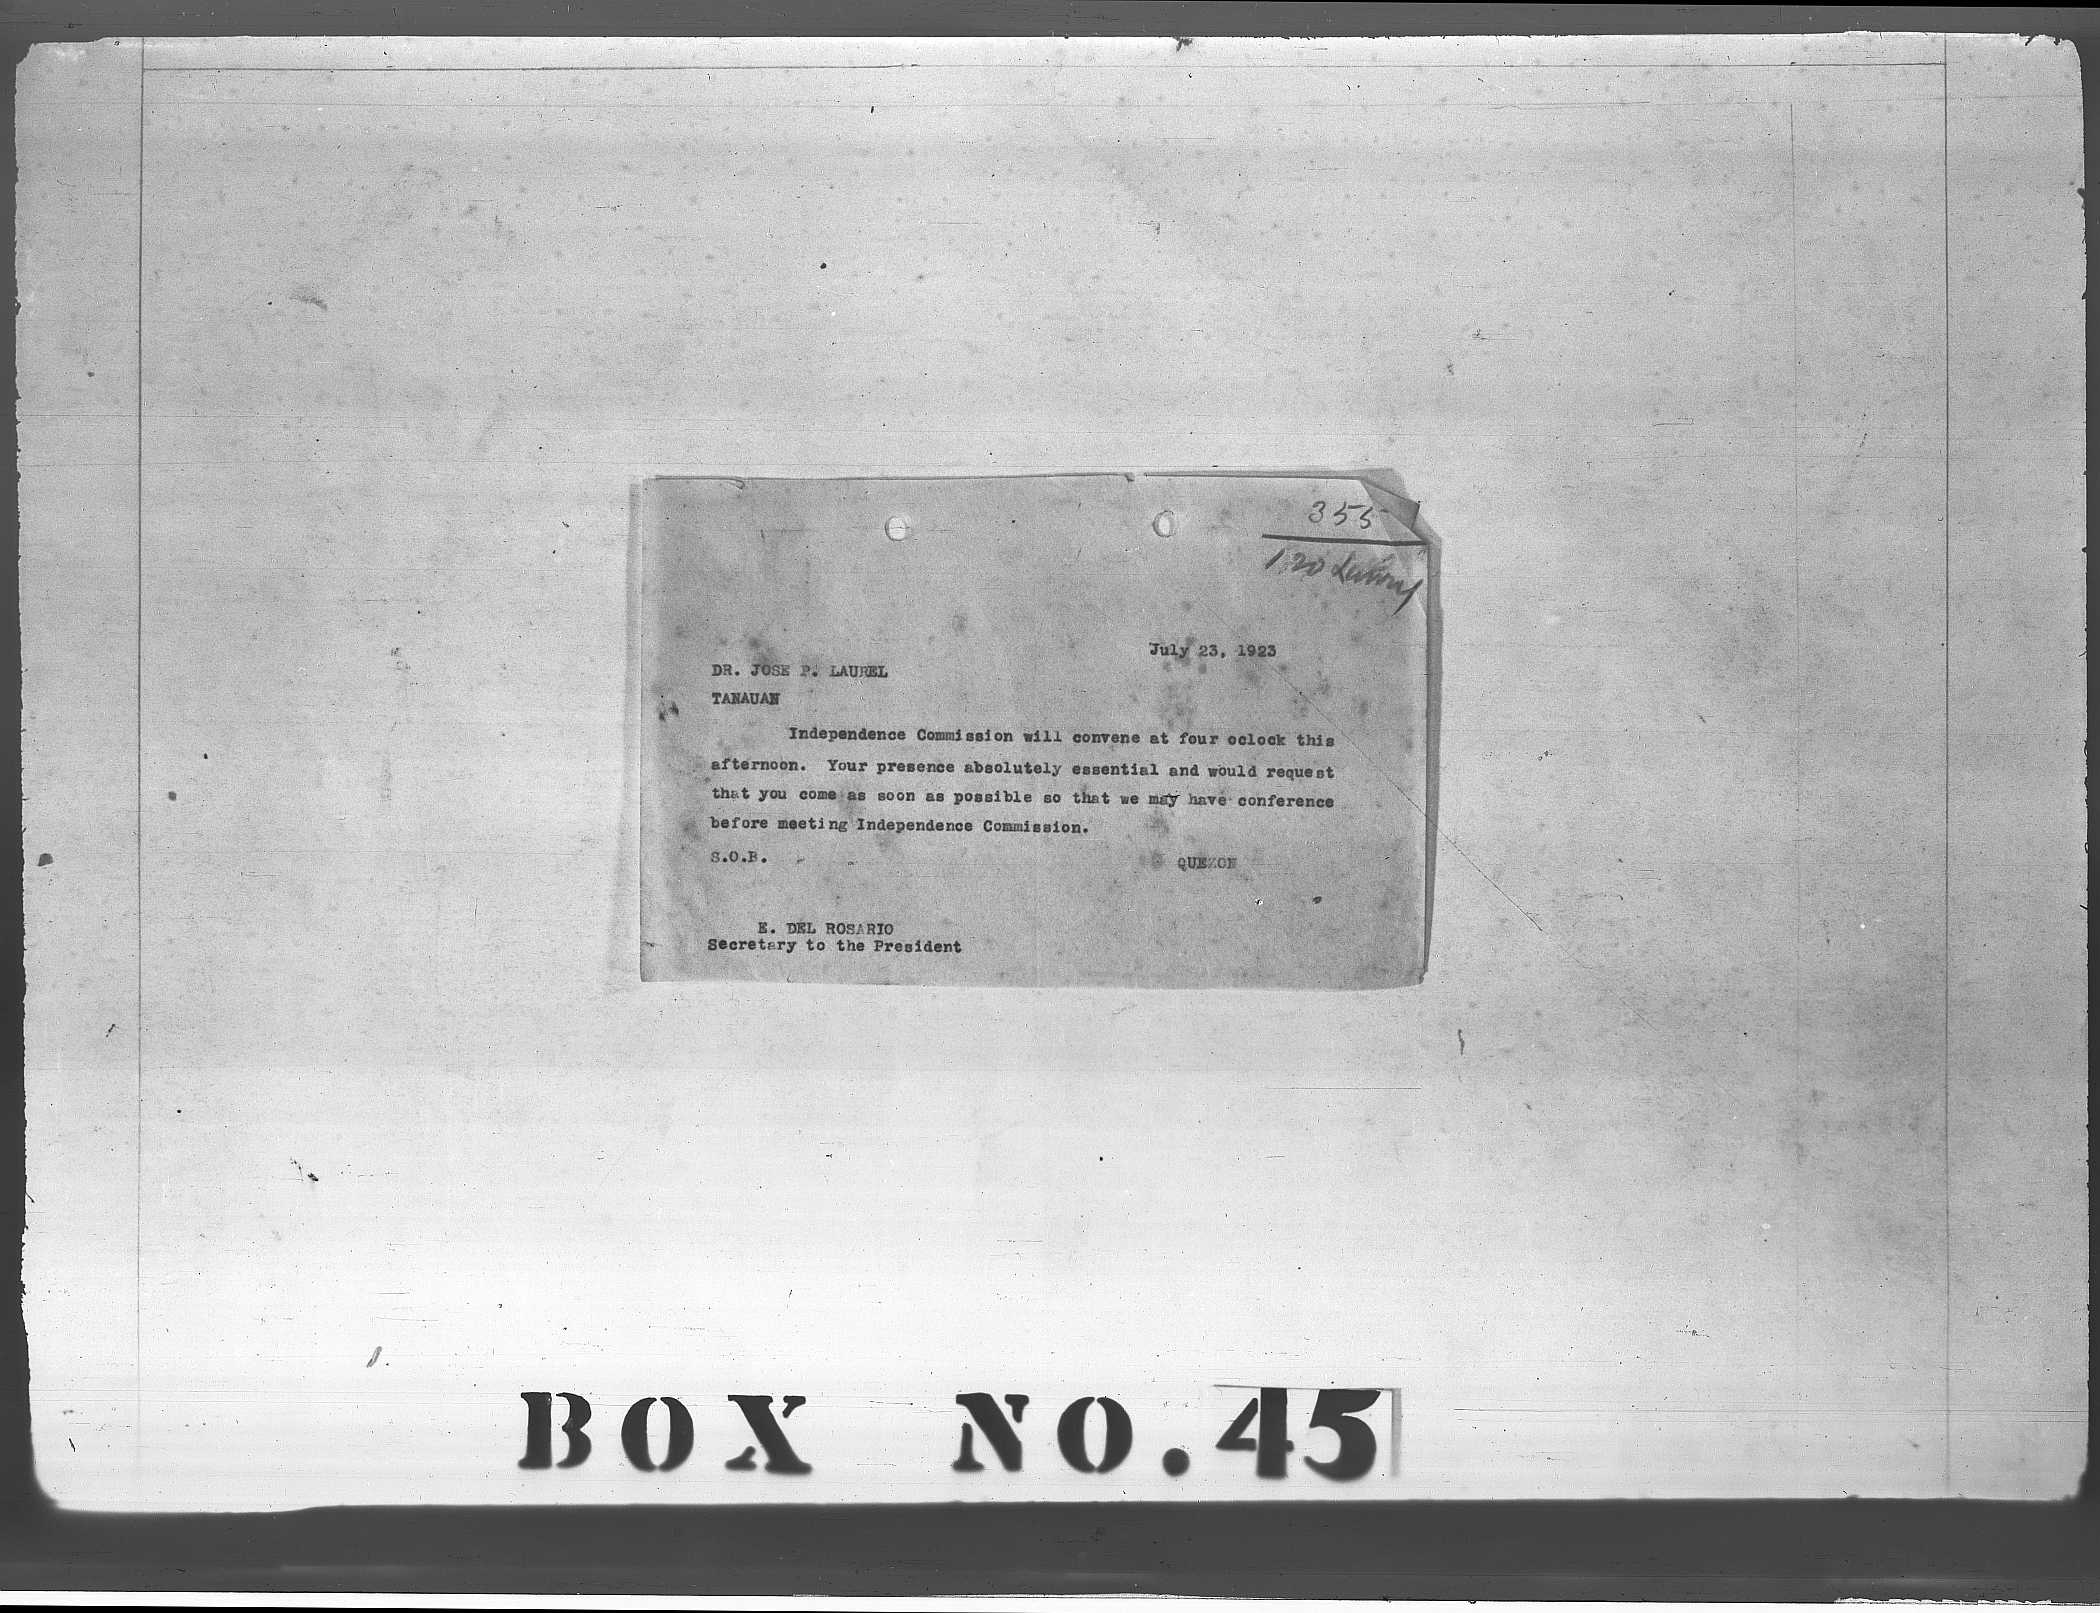 355
1.20
July 23, 1923
DR. JOSE P. LAUREL
TANAUAN
Independence Commission will convene at four oclock this
afternoon. Your presence absolutely essential and would request
that you come as soon as possible so that we may have conference
before meeting Independence Commission.
S.O.B. QUEZON
E. DEL ROSARIO
Secretary to the President
BOX NO.45